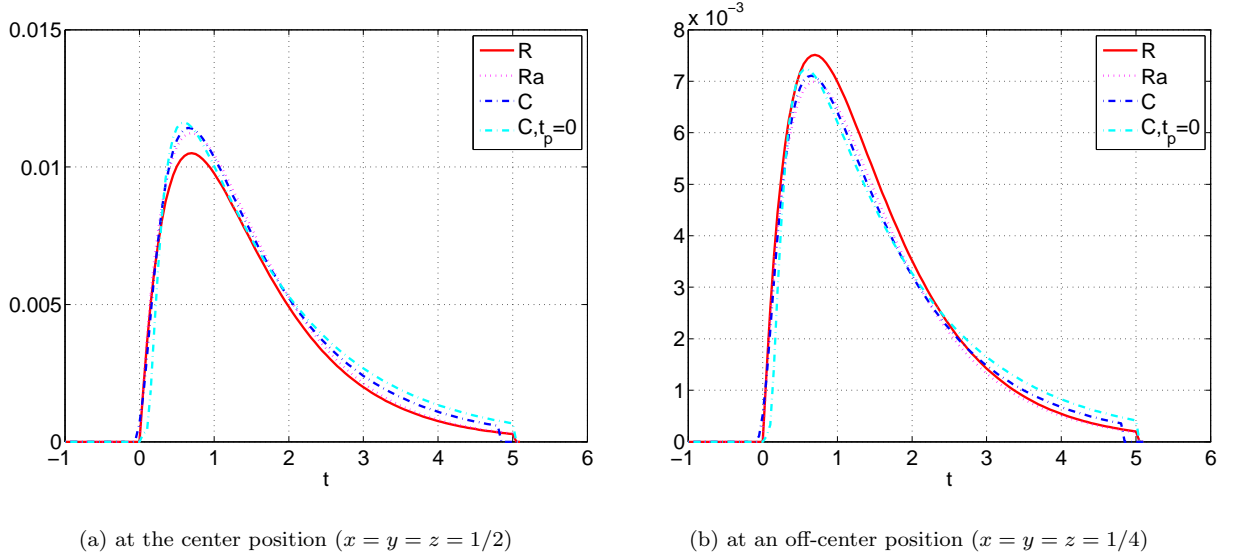 0.015
0.01
0.005
0
−1 0 1 2 3 4 5 6
t
R
Ra
C
C,t_p=0
(a) at the center position (x = y = z = 1/2)
8 x 10^−3
7
6
5
4
3
2
1
0
−1 0 1 2 3 4 5 6
t
R
Ra
C
C,t_p=0
(b) at an off-center position (x = y = z = 1/4)